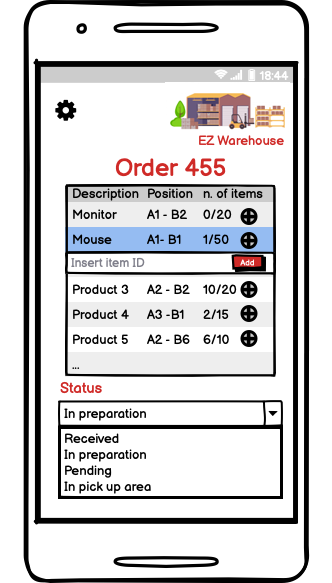 18:44
EZ Warehouse
Order 455
Description Position n. of items
Monitor A1 - B2 0/20
Mouse A1- B1 1/50
Insert item ID Add
Product 3 A2 - B2 10/20
Product 4 A3 -B1 2/15
Product 5 A2 - B6 6/10
...
Status
In preparation
Received
In preparation
Pending
In pick up area